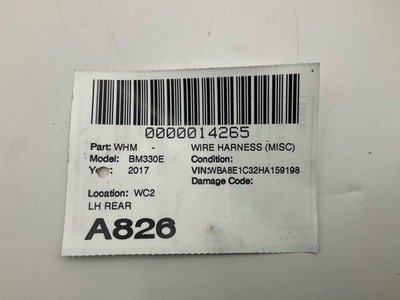 0000014265
Part: WHM - WIRE HARNESS (MISC)
Model: BM330E Condition:
Year: 2017 VIN:WBA8E1C32HA159198
Damage Code:
Location: WC2
LH REAR
A826